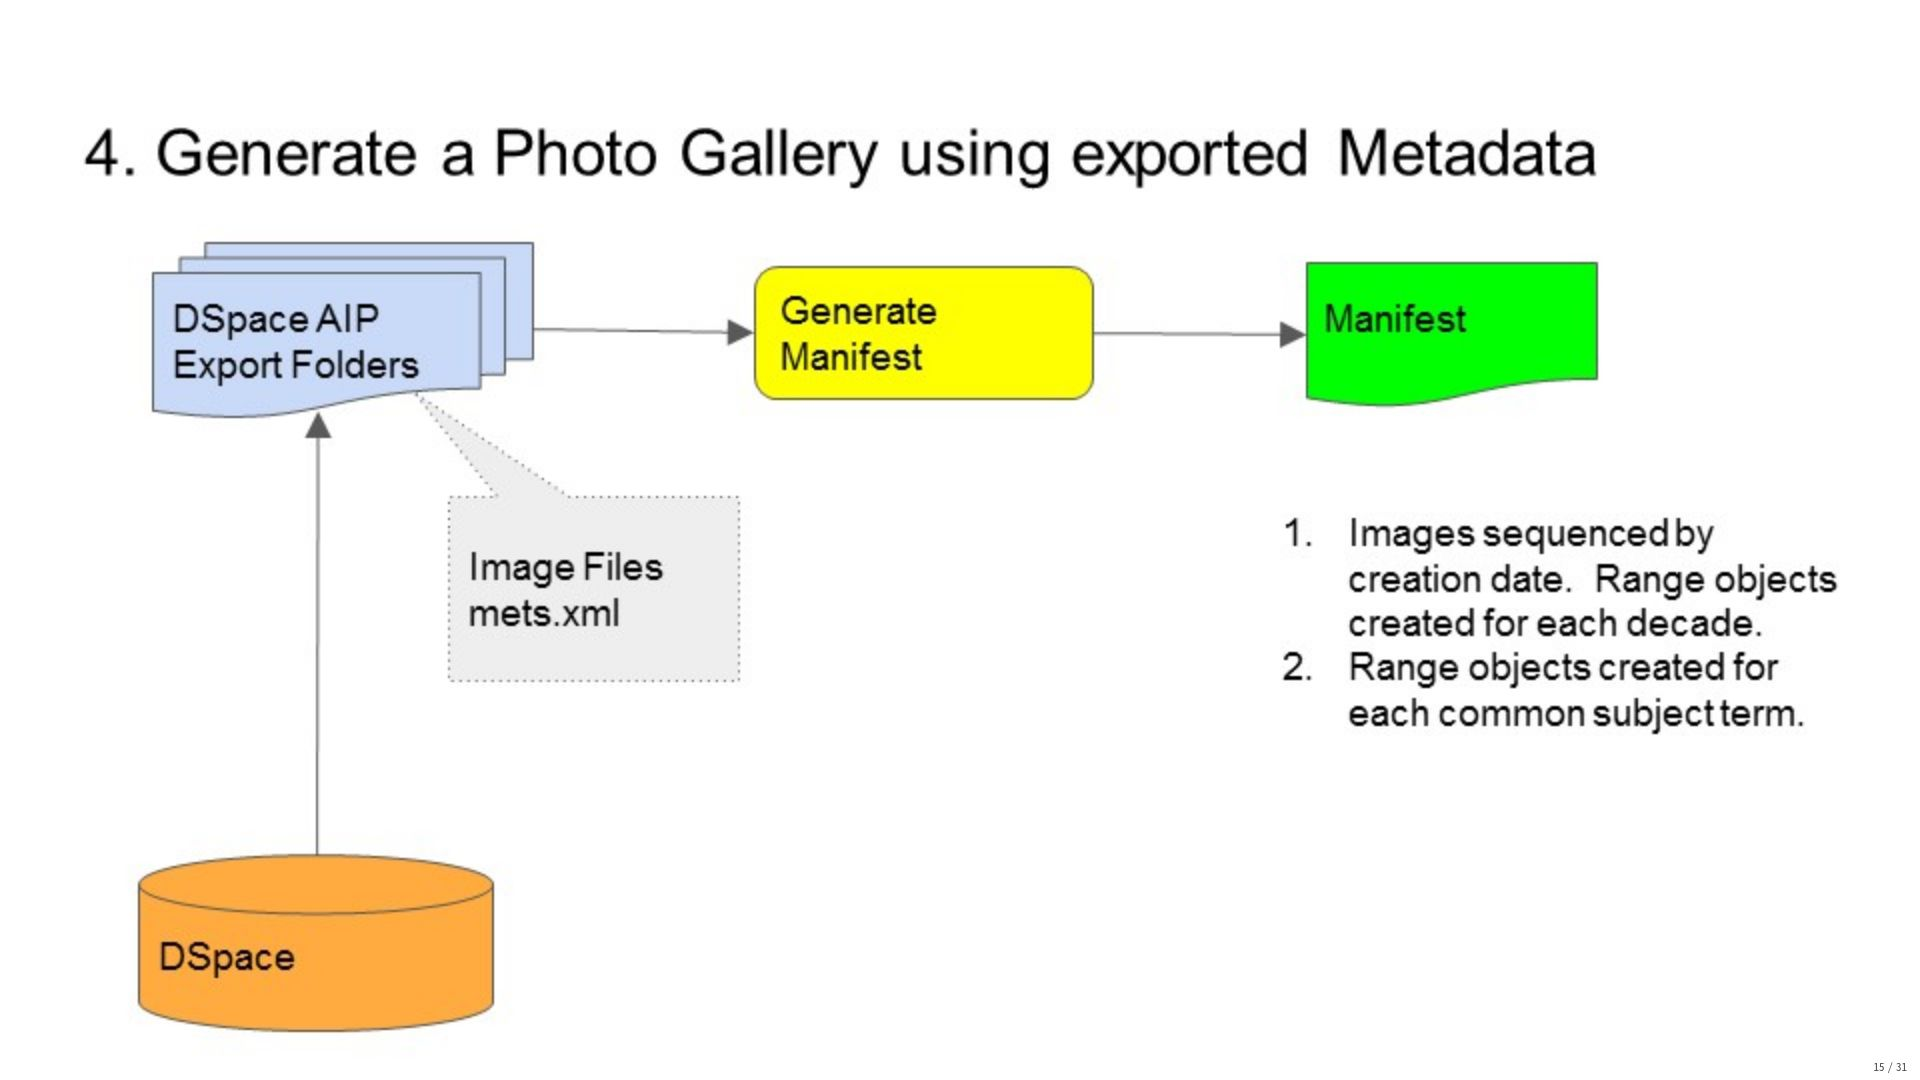 4. Generate a Photo Gallery using exported Metadata
DSpace AIP
Export Folders
Generate
Manifest
Manifest
Image Files
mets.xml
1. Images sequenced by
creation date. Range objects
created for each decade.
2. Range objects created for
each common subject term.
DSpace
15 / 31